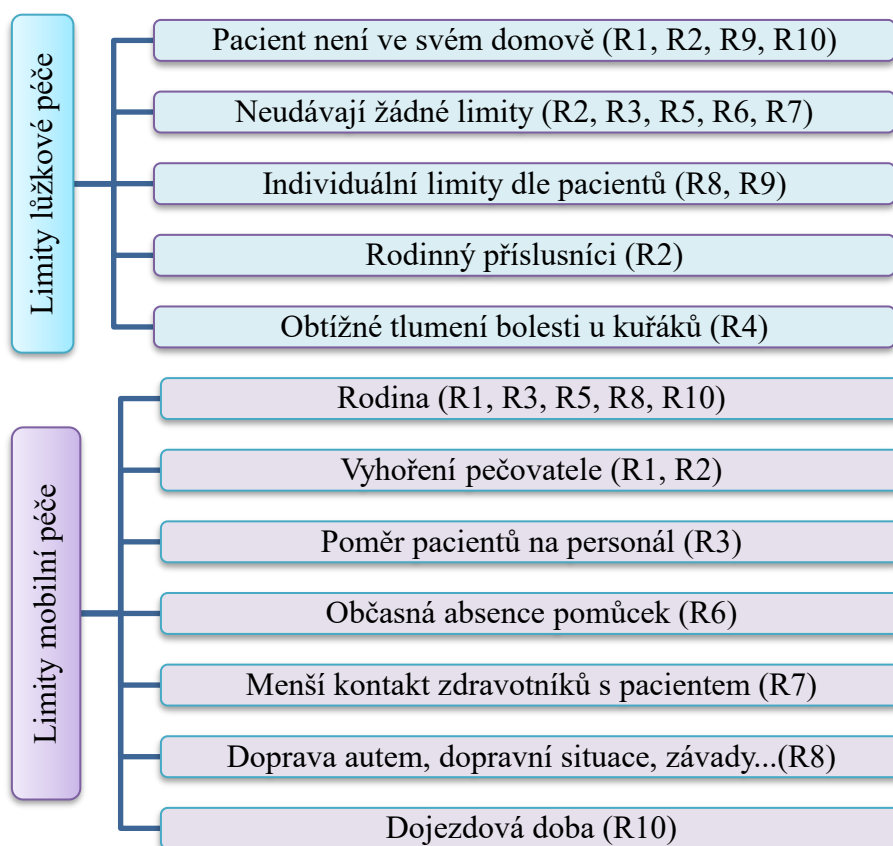 Limity lůžkové péče
Pacient není ve svém domově (R1, R2, R9, R10)
Neudávají žádné limity (R2, R3, R5, R6, R7)
Individuální limity dle pacientů (R8, R9)
Rodinný příslusníci (R2)
Obtížné tlumení bolesti u kuřáků (R4)
Limity mobilní péče
Rodina (R1, R3, R5, R8, R10)
Vyhoření pečovatele (R1, R2)
Poměr pacientů na personál (R3)
Občasná absence pomůcek (R6)
Menší kontakt zdravotníků s pacientem (R7)
Doprava autem, dopravní situace, závady...(R8)
Dojezdová doba (R10)